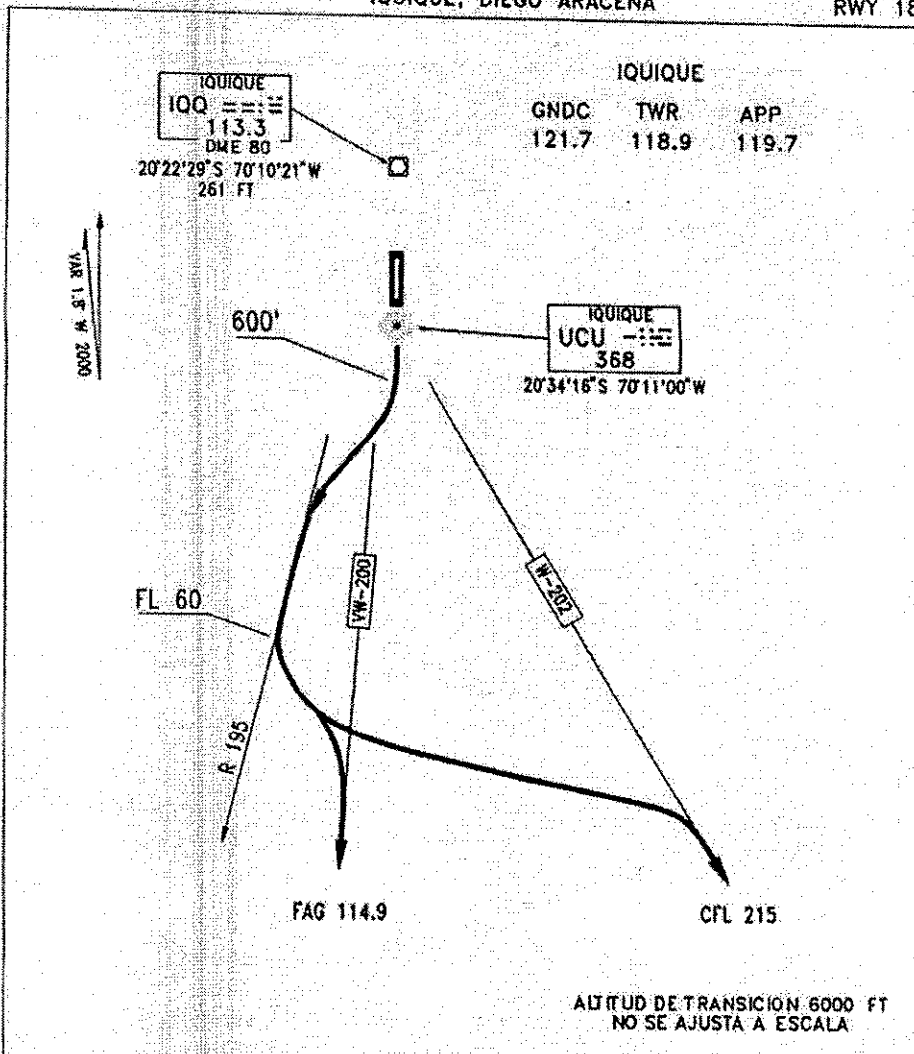 IQUIQUE, DIEGO ARACENA
RWY 18
IQUIQUE
IQQ
113.3
DME 80
20°22'29"S 70°10'21"W
261 FT
IQUIQUE
GNDC TWR APP
121.7 118.9 119.7
VAR 1.8° W 2000
600'
IQUIQUE
UCU
368
20°34'16"S 70°11'00"W
VW-200
W-202
FL 60
R 195
FAG 114.9
CFL 215
ALTITUD DE TRANSICION 6000 FT
NO SE AJUSTA A ESCALA